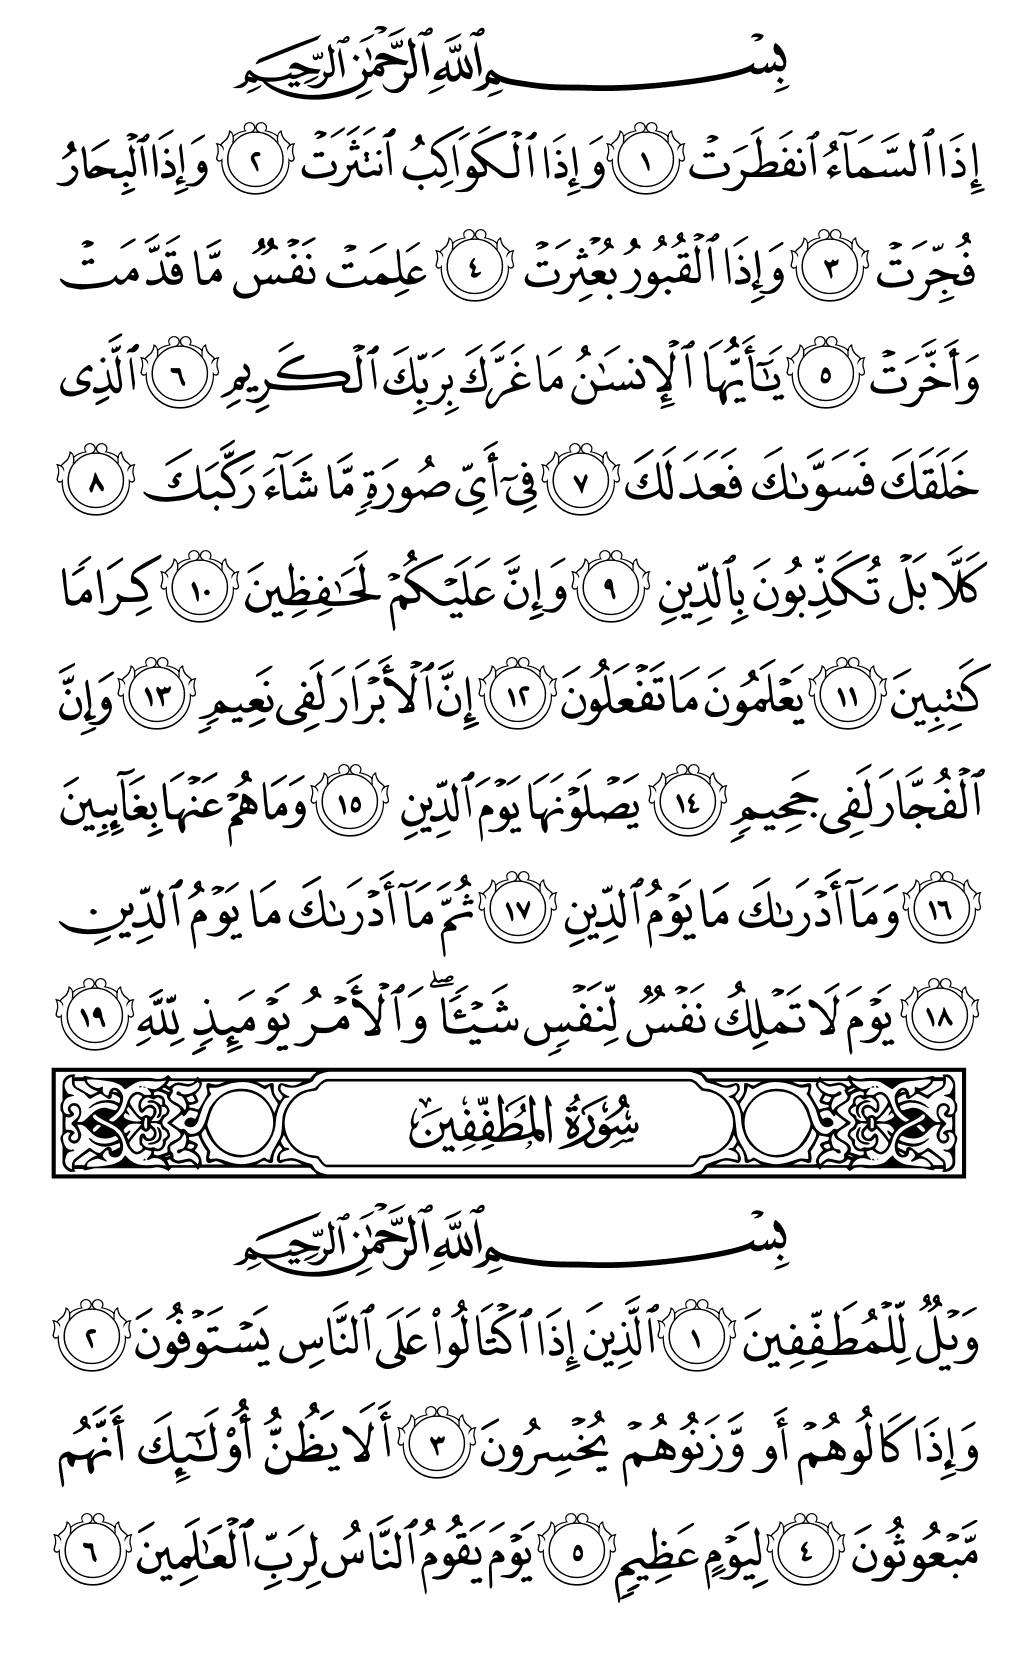 بِسْمِ ٱللَّهِ ٱلرَّحْمَٰنِ ٱلرَّحِيمِ
إِذَا ٱلسَّمَآءُ ٱنفَطَرَتْ ١ وَإِذَا ٱلْكَوَاكِبُ ٱنتَثَرَتْ ٢ وَإِذَا ٱلْبِحَارُ
فُجِّرَتْ ٣ وَإِذَا ٱلْقُبُورُ بُعْثِرَتْ ٤ عَلِمَتْ نَفْسٌ مَّا قَدَّمَتْ
وَأَخَّرَتْ ٥ يَٰٓأَيُّهَا ٱلْإِنسَٰنُ مَا غَرَّكَ بِرَبِّكَ ٱلْكَرِيمِ ٦ ٱلَّذِى
خَلَقَكَ فَسَوَّىٰكَ فَعَدَلَكَ ٧ فِىٓ أَىِّ صُورَةٍ مَّا شَآءَ رَكَّبَكَ ٨
كَلَّا بَلْ تُكَذِّبُونَ بِٱلدِّينِ ٩ وَإِنَّ عَلَيْكُمْ لَحَٰفِظِينَ ١٠ كِرَامًا
كَٰتِبِينَ ١١ يَعْلَمُونَ مَا تَفْعَلُونَ ١٢ إِنَّ ٱلْأَبْرَارَ لَفِى نَعِيمٍ ١٣ وَإِنَّ
ٱلْفُجَّارَ لَفِى جَحِيمٍ ١٤ يَصْلَوْنَهَا يَوْمَ ٱلدِّينِ ١٥ وَمَا هُمْ عَنْهَا بِغَآئِبِينَ
١٦ وَمَآ أَدْرَىٰكَ مَا يَوْمُ ٱلدِّينِ ١٧ ثُمَّ مَآ أَدْرَىٰكَ مَا يَوْمُ ٱلدِّينِ
١٨ يَوْمَ لَا تَمْلِكُ نَفْسٌ لِّنَفْسٍ شَيْـًٔا ۖ وَٱلْأَمْرُ يَوْمَئِذٍ لِّلَّهِ ١٩
سُورَةُ المُطَفِّفِينَ
بِسْمِ ٱللَّهِ ٱلرَّحْمَٰنِ ٱلرَّحِيمِ
وَيْلٌ لِّلْمُطَفِّفِينَ ١ ٱلَّذِينَ إِذَا ٱكْتَالُوا۟ عَلَى ٱلنَّاسِ يَسْتَوْفُونَ ٢
وَإِذَا كَالُوهُمْ أَو وَّزَنُوهُمْ يُخْسِرُونَ ٣ أَلَا يَظُنُّ أُو۟لَٰٓئِكَ أَنَّهُم
مَّبْعُوثُونَ ٤ لِيَوْمٍ عَظِيمٍ ٥ يَوْمَ يَقُومُ ٱلنَّاسُ لِرَبِّ ٱلْعَٰلَمِينَ ٦